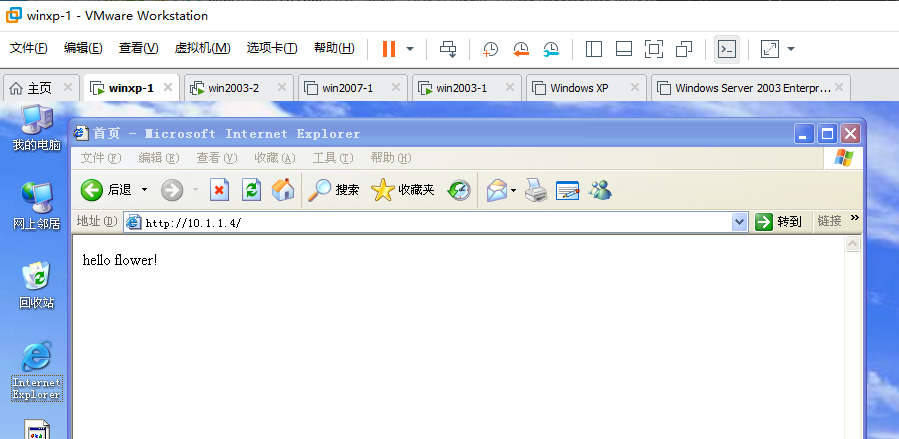 winxp-1 - VMware Workstation
文件(F) 编辑(E) 查看(V) 虚拟机(M) 选项卡(T) 帮助(H)
主页 winxp-1 win2003-2 win2007-1 win2003-1 Windows XP Windows Server 2003 Enterpr...
我的电脑
首页 - Microsoft Internet Explorer
文件(F) 编辑(E) 查看(V) 收藏(A) 工具(T) 帮助(H)
后退 搜索 收藏夹
网上邻居
地址(D) http://10.1.1.4/ 转到 链接 »
hello flower!
回收站
Internet
Explorer